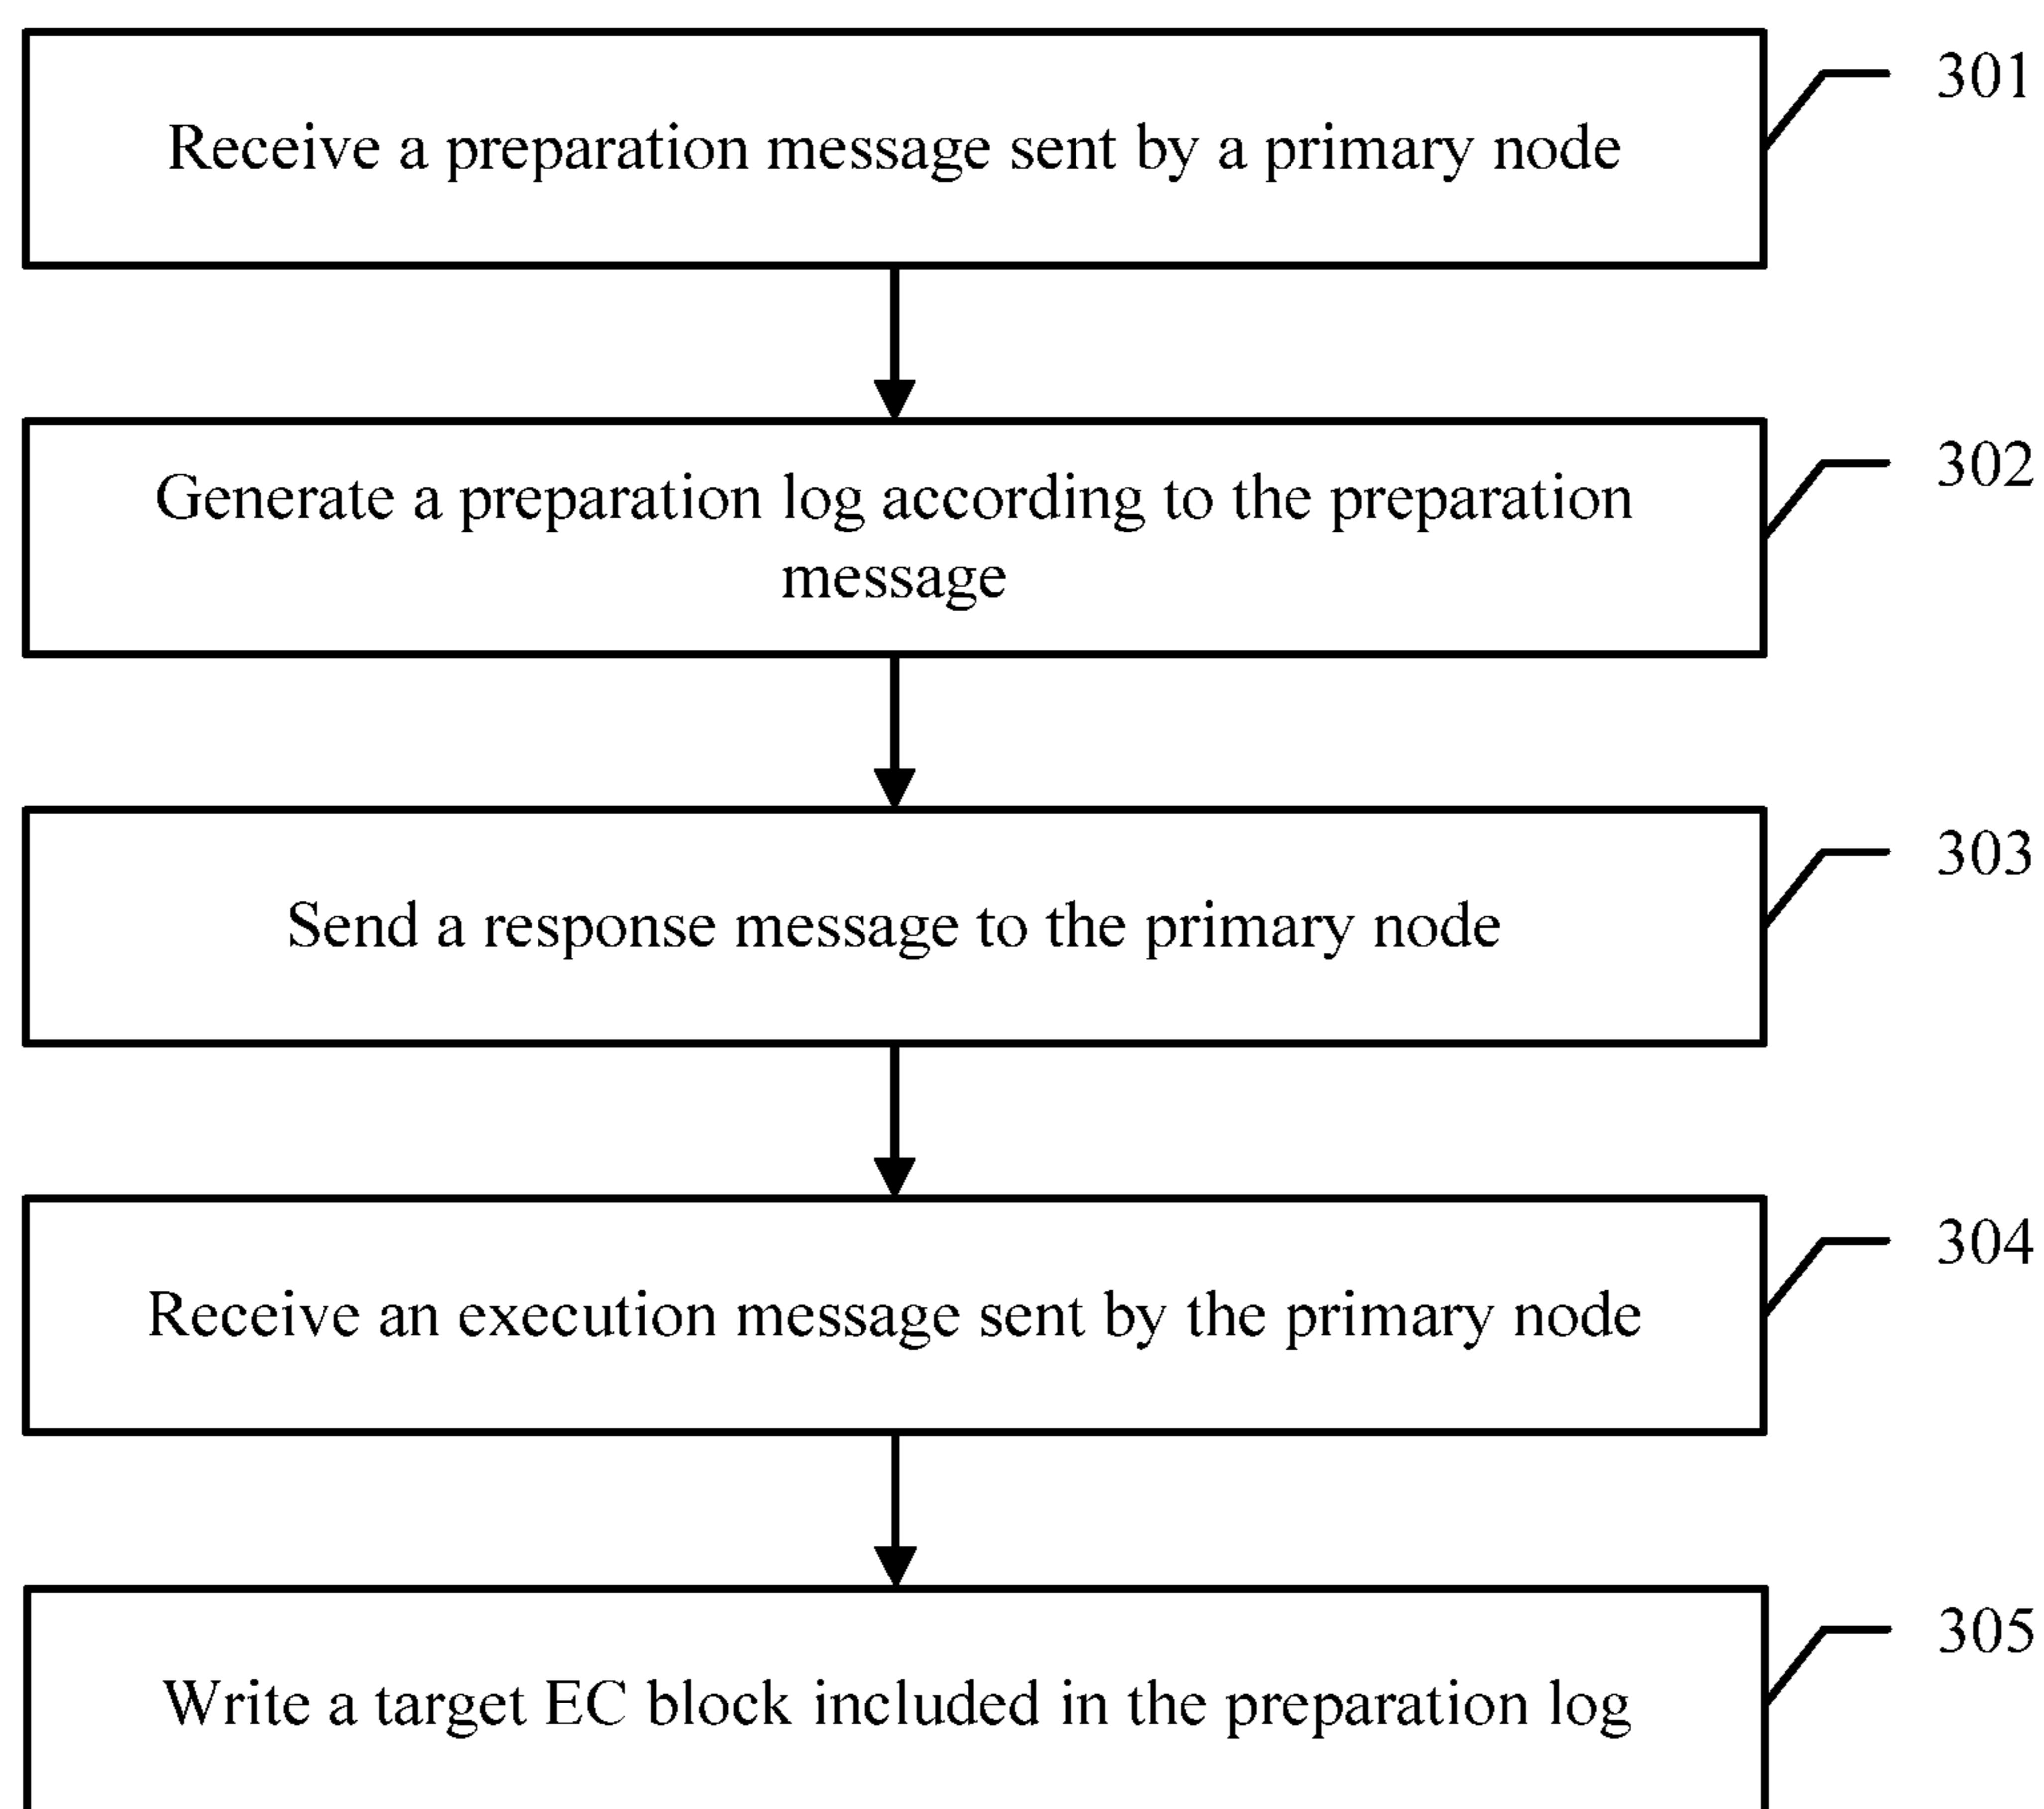 301
Receive a preparation message sent by a primary node
302
Generate a preparation log according to the preparation
message
303
Send a response message to the primary node
304
Receive an execution message sent by the primary node
305
Write a target EC block included in the preparation log